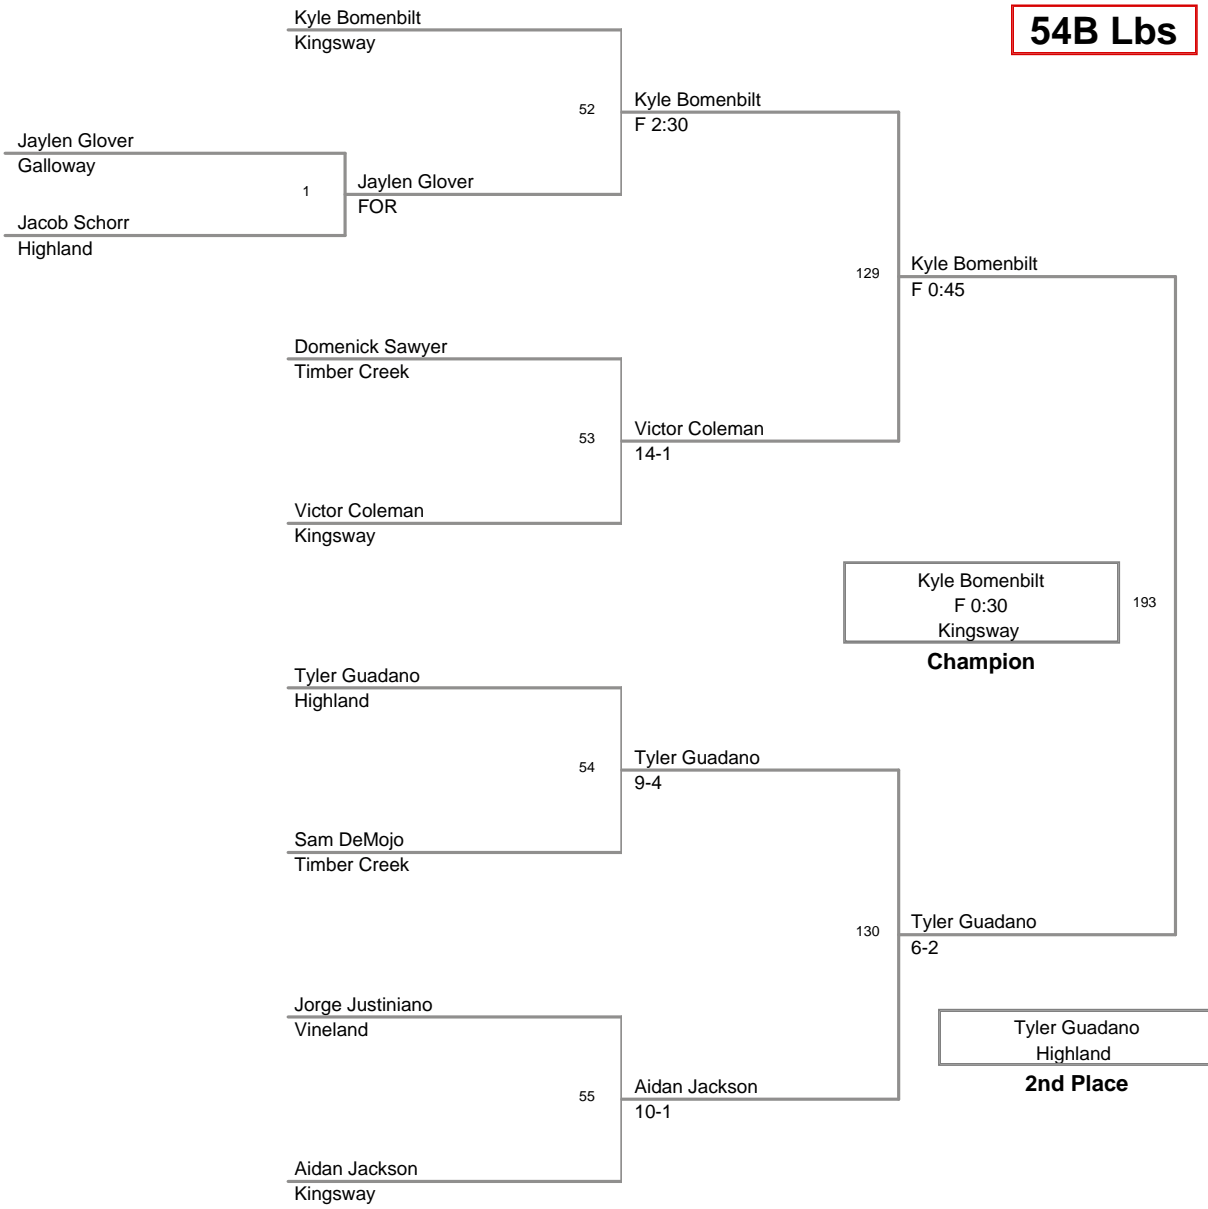 Kyle Bomenbilt
Kingsway
54B Lbs
52
Kyle Bomenbilt
F 2:30
Jaylen Glover
Galloway
1
Jaylen Glover
FOR
Jacob Schorr
Highland
129
Kyle Bomenbilt
F 0:45
Domenick Sawyer
Timber Creek
53
Victor Coleman
14-1
Victor Coleman
Kingsway
Kyle Bomenbilt
F 0:30
Kingsway
193
Champion
Tyler Guadano
Highland
54
Tyler Guadano
9-4
Sam DeMojo
Timber Creek
130
Tyler Guadano
6-2
Jorge Justiniano
Vineland
Tyler Guadano
Highland
2nd Place
55
Aidan Jackson
10-1
Aidan Jackson
Kingsway